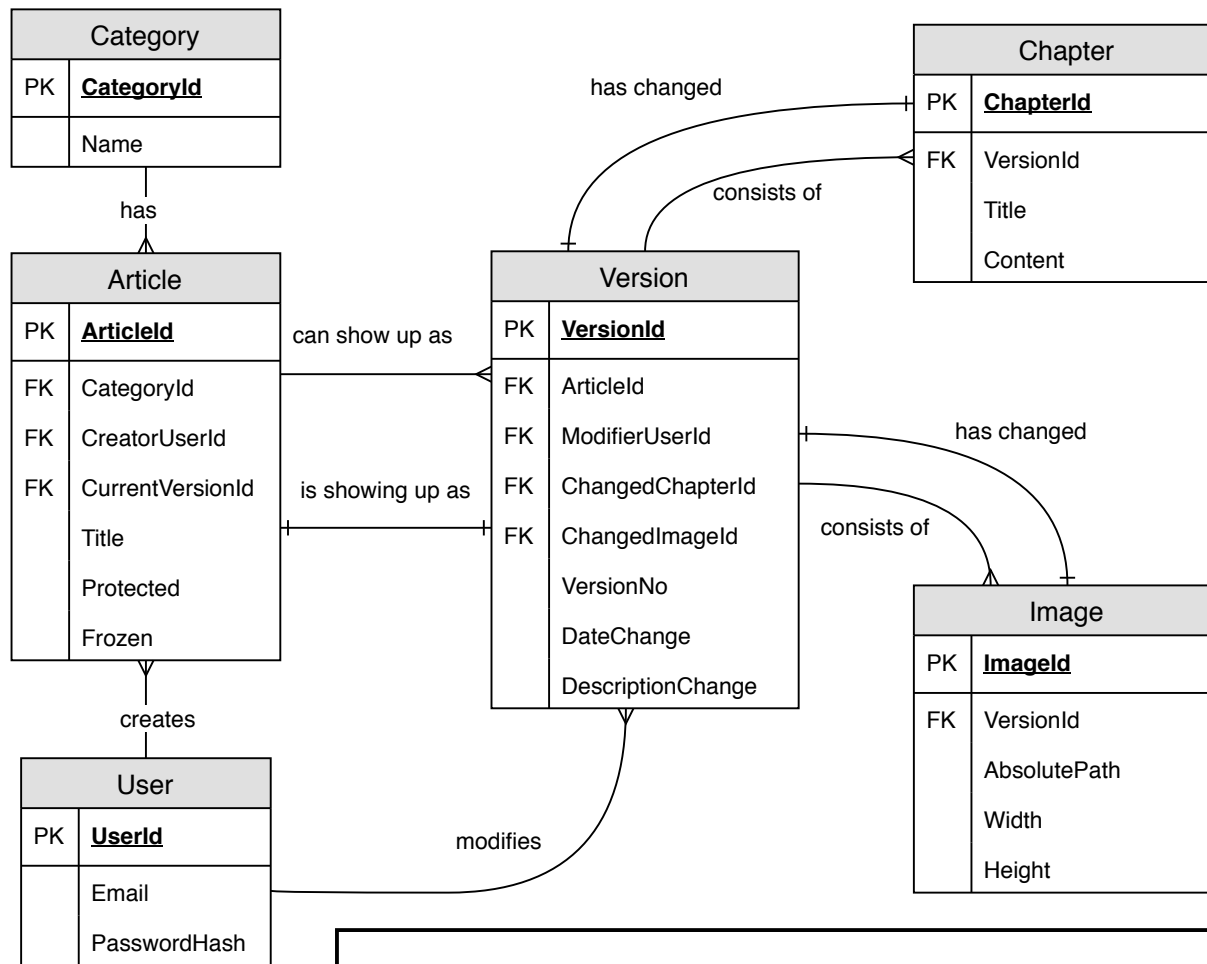 Category
PK CategoryId
Name
has
Article
PK ArticleId
FK CategoryId
FK CreatorUserId
FK CurrentVersionId
Title
Protected
Frozen
creates
User
PK UserId
Email
PasswordHash
can show up as
is showing up as
modifies
Version
PK VersionId
FK ArticleId
FK ModifierUserId
FK ChangedChapterId
FK ChangedImageId
VersionNo
DateChange
DescriptionChange
has changed
consists of
Chapter
PK ChapterId
FK VersionId
Title
Content
has changed
consists of
Image
PK ImageId
FK VersionId
AbsolutePath
Width
Height